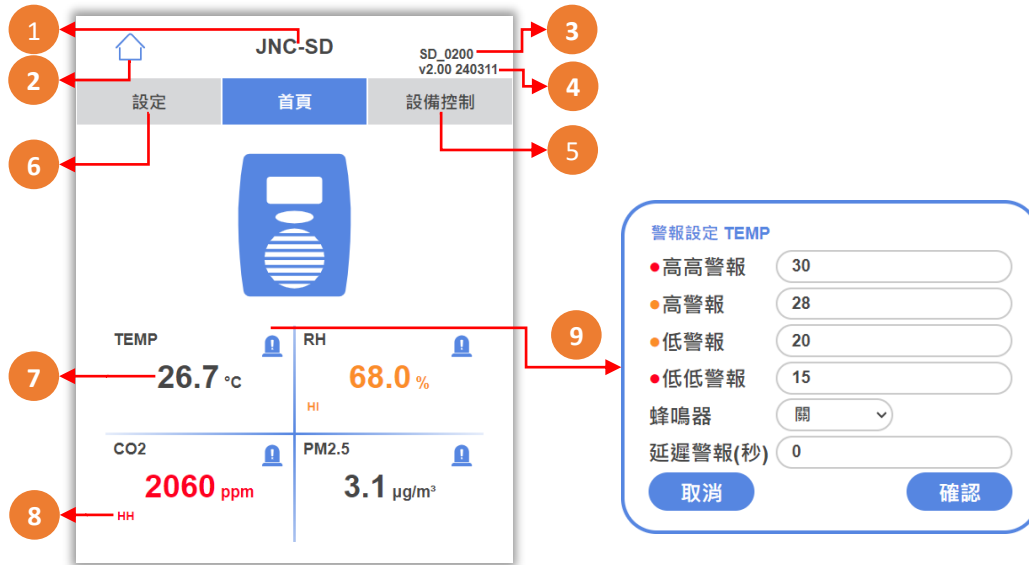 1
JNC-SD
3
SD_0200
2
v2.00 240311
4
設定
首頁
設備控制
6
5
警報設定 TEMP
高高警報 30
高警報 28
9
低警報 20
低低警報 15
蜂鳴器 關
延遲警報(秒) 0
取消
確認
TEMP
RH
7
26.7 °C
68.0 %
HI
CO2
PM2.5
2060 ppm
3.1 µg/m³
8
HH